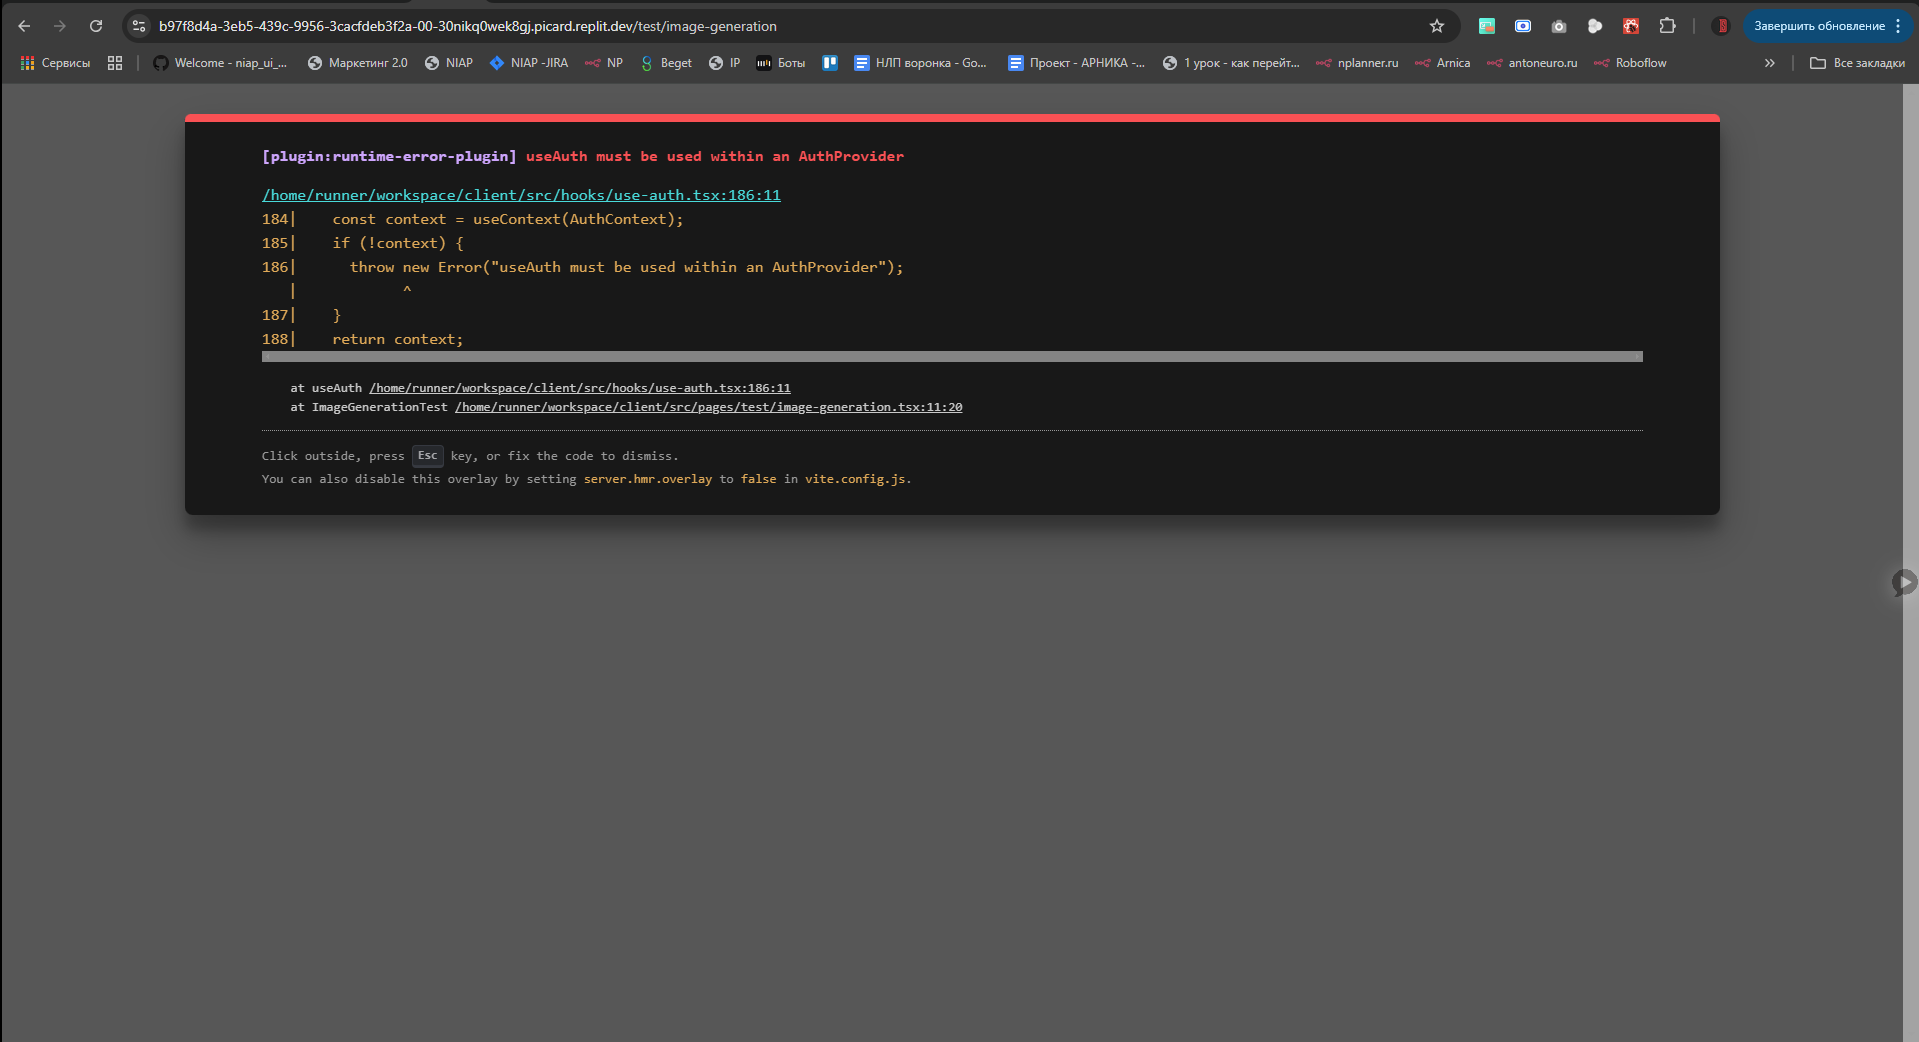 b97f8d4a-3eb5-439c-9956-3cacfdeb3f2a-00-30nikq0wek8gj.picard.replit.dev/test/image-generation
Завершить обновление
Сервисы
Welcome - niap_ui_...
Маркетинг 2.0
NIAP
NIAP -JIRA
NP
Beget
IP
Боты
НЛП воронка - Go...
Проект - АРНИКА -...
1 урок - как перейт...
nplanner.ru
Arnica
antoneuro.ru
Roboflow
»
Все закладки
[plugin:runtime-error-plugin] useAuth must be used within an AuthProvider
/home/runner/workspace/client/src/hooks/use-auth.tsx:186:11
184|    const context = useContext(AuthContext);
185|    if (!context) {
186|      throw new Error("useAuth must be used within an AuthProvider");
   |            ^
187|    }
188|    return context;
at useAuth /home/runner/workspace/client/src/hooks/use-auth.tsx:186:11
at ImageGenerationTest /home/runner/workspace/client/src/pages/test/image-generation.tsx:11:20
Click outside, press Esc key, or fix the code to dismiss.
You can also disable this overlay by setting server.hmr.overlay to false in vite.config.js.